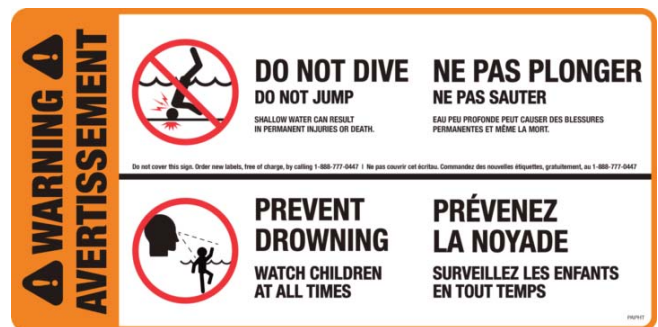 WARNING
AVERTISSEMENT
DO NOT DIVE
DO NOT JUMP
SHALLOW WATER CAN RESULT
IN PERMANENT INJURIES OR DEATH.
NE PAS PLONGER
NE PAS SAUTER
EAU PEU PROFONDE PEUT CAUSER DES BLESSURES
PERMANENTES ET MÊME LA MORT.
Do not cover this sign. Order new labels, free of charge, by calling 1-888-777-0447 | Ne pas couvrir cet écritau. Commandez des nouvelles étiquettes, gratuitement, au 1-888-777-0447
PREVENT
DROWNING
WATCH CHILDREN
AT ALL TIMES
PRÉVENEZ
LA NOYADE
SURVEILLEZ LES ENFANTS
EN TOUT TEMPS